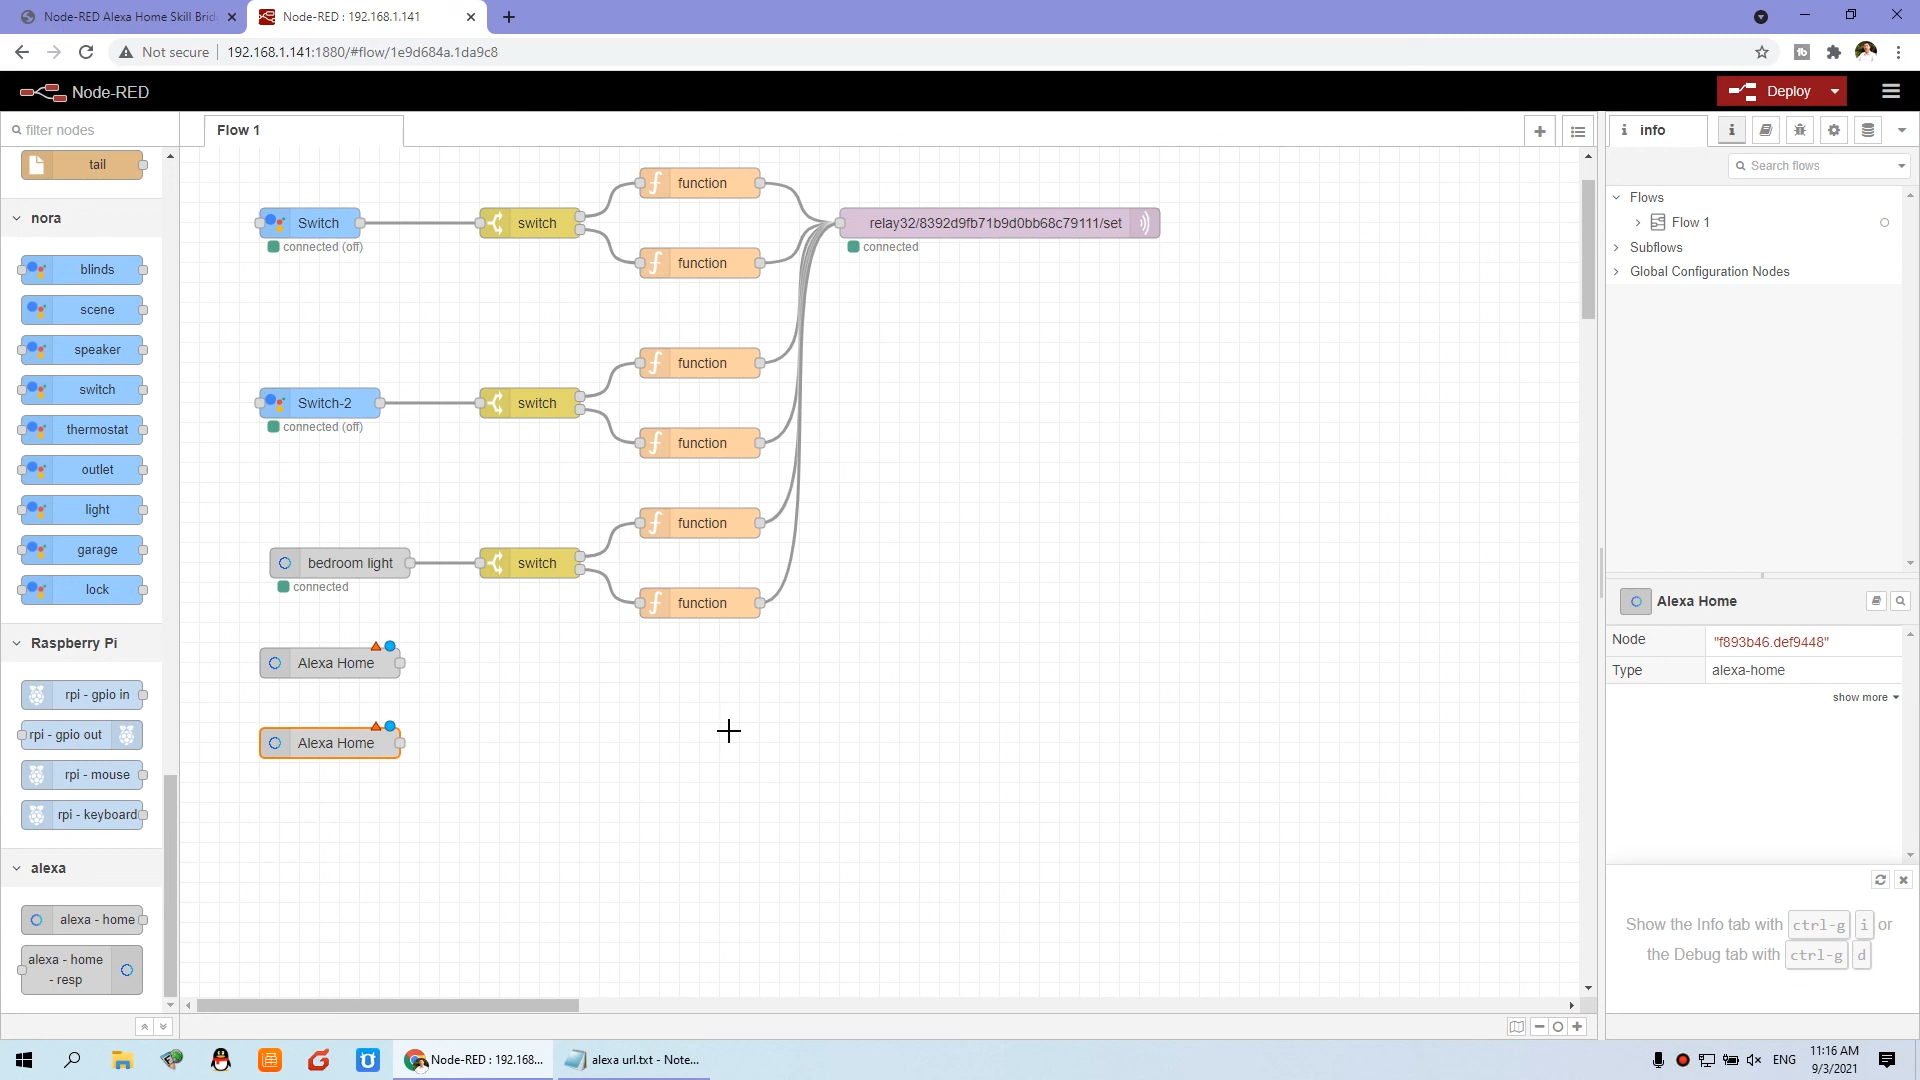 Node-RED Alexa Home Skill Brid
Node-RED : 192.168.1.141
Not secure
192.168.1.141:1880/#flow/1e9d684a.1da9c8
Node-RED
Deploy
filter nodes
Flow 1
info
Search flows
tail
nora
blinds
scene
speaker
switch
thermostat
outlet
light
garage
lock
Raspberry Pi
rpi - gpio in
rpi - gpio out
rpi - mouse
rpi - keyboard
alexa
alexa - home
alexa - home
- resp
Switch
connected (off)
switch
function
function
relay32/8392d9fb71b9d0bb68c79111/set
connected
Switch-2
connected (off)
switch
function
function
bedroom light
connected
switch
function
function
Alexa Home
Alexa Home
Flows
Flow 1
Subflows
Global Configuration Nodes
Alexa Home
Node "f893b46.def9448"
Type alexa-home
show more
Show the Info tab with ctrl-g i or
the Debug tab with ctrl-g d
Node-RED : 192.168...
alexa url.txt - Note...
ENG
11:16 AM
9/3/2021